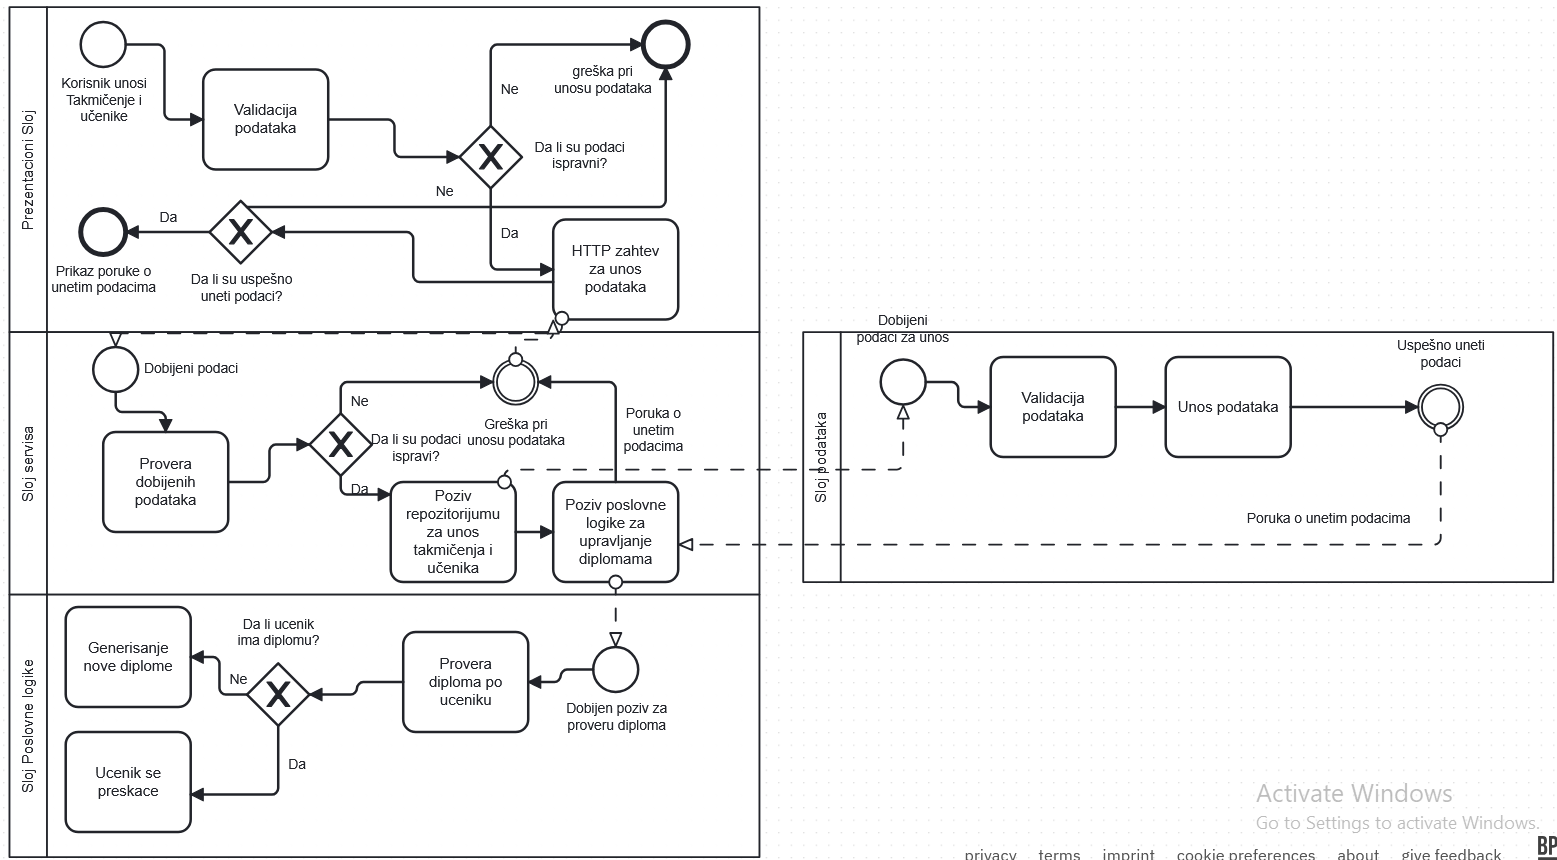 Prezentacioni Sloj
Korisnik unosi
Takmičenje i
učenike
Validacija
podataka
Ne
greška pri
unosu podataka
Da li su podaci
ispravni?
Ne
Da
Da
Prikaz poruke o
unetim podacima
Da li su uspešno
uneti podaci?
HTTP zahtev
za unos
podataka
Sloj servisa
Dobijeni podaci
Provera
dobijenih
podataka
Ne
Da li su podaci
ispravi?
Da
Greška pri
unosu podataka
Poruka o
unetim
podacima
Poziv
repozitorijumu
za unos
takmičenja i
učenika
Poziv poslovne
logike za
upravljanje
diplomama
Sloj podataka
Dobijeni
podaci za unos
Validacija
podataka
Unos podataka
Uspešno uneti
podaci
Poruka o unetim podacima
Sloj Poslovne logike
Generisanje
nove diplome
Da li ucenik
ima diplomu?
Ne
Provera
diploma po
uceniku
Dobijen poziv za
proveru diploma
Ucenik se
preskace
Da
Activate Windows
Go to Settings to activate Windows.
privacy terms imprint cookie preferences about give feedback
BP